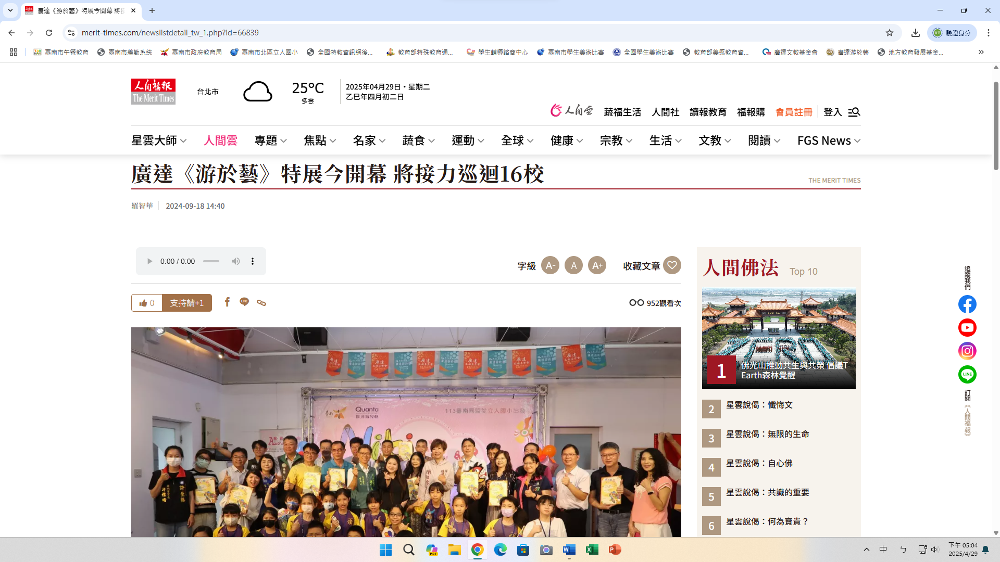 廣達《游於藝》特展今開幕 將接
merit-times.com/newslistdetail_tw_1.php?id=66839
驗證身分
臺南市午餐教育
臺南市差勤系統
臺南市政府教育局
臺南市北區立人國小
全國特教資訊網後...
教育部特殊教育通...
學生輔導諮商中心
臺南市學生美術比賽
全國學生美術比賽
教育部美感教育資...
廣達文教基金會
廣達游於藝
地方教育發展基金...
人間福報
The Merit Times
台北市
25°C
多雲
2025年04月29日・星期二
乙巳年四月初二日
人間雲
蔬福生活
人間社
讀報教育
福報購
會員註冊
登入
星雲大師
人間雲
專題
焦點
名家
蔬食
運動
全球
健康
宗教
生活
文教
閱讀
FGS News
廣達《游於藝》特展今開幕 將接力巡迴16校
THE MERIT TIMES
羅智華
2024-09-18 14:40
0:00 / 0:00
字級
A-
A
A+
收藏文章
0
支持請+1
952觀看次
Quanta
廣達游於藝
113臺南同盟從立人國小出發
人間佛法
Top 10
1
佛光山推動共生與共榮 倡議T-
Earth森林覺醒
2
星雲說偈：懺悔文
3
星雲說偈：無限的生命
4
星雲說偈：自心佛
5
星雲說偈：共識的重要
6
星雲說偈：何為寶貴？
追蹤我們
LINE
訂閱《人間福報》
中
ㄅ
下午 05:04
2025/4/29